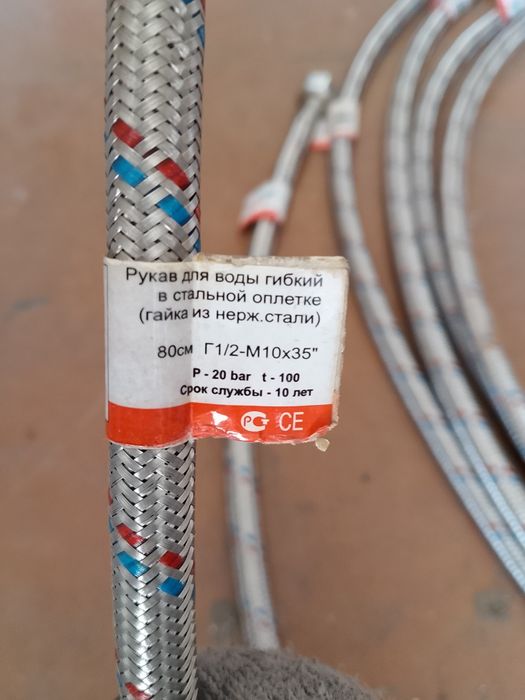 Рукав для воды гибкий
в стальной оплетке
(гайка из нерж.стали)
80см Г1/2-М10х35"
P - 20 bar t - 100
Срок службы - 10 лет
РСТ CE